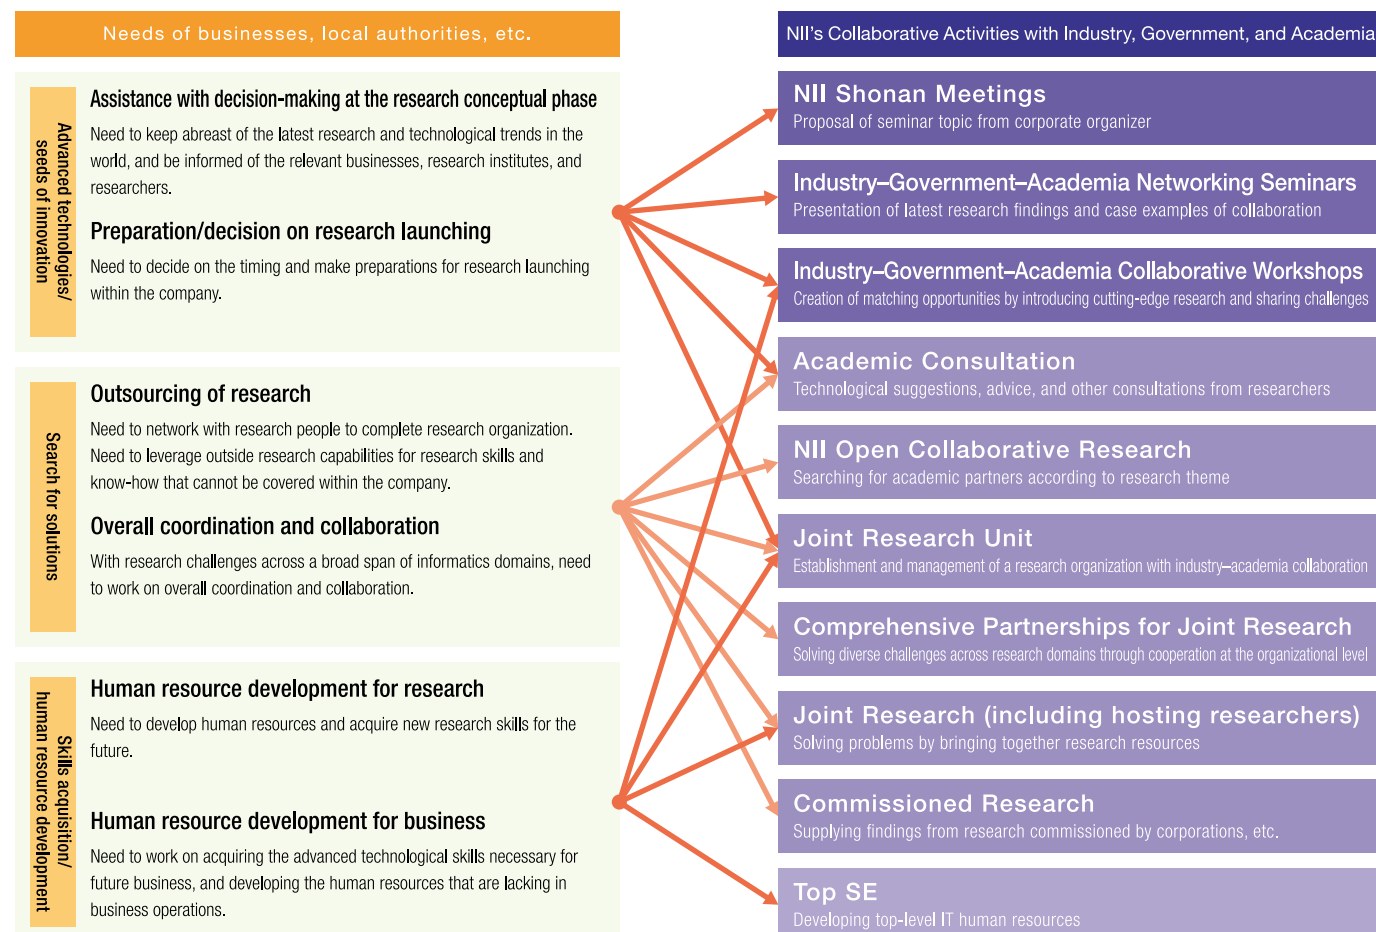 Needs of businesses, local authorities, etc.
Advanced technologies/
seeds of innovation
Assistance with decision-making at the research conceptual phase
Need to keep abreast of the latest research and technological trends in the
world, and be informed of the relevant businesses, research institutes, and
researchers.
Preparation/decision on research launching
Need to decide on the timing and make preparations for research launching
within the company.
Search for solutions
Outsourcing of research
Need to network with research people to complete research organization.
Need to leverage outside research capabilities for research skills and
know-how that cannot be covered within the company.
Overall coordination and collaboration
With research challenges across a broad span of informatics domains, need
to work on overall coordination and collaboration.
Skills acquisition/
human resource development
Human resource development for research
Need to develop human resources and acquire new research skills for the
future.
Human resource development for business
Need to work on acquiring the advanced technological skills necessary for
future business, and developing the human resources that are lacking in
business operations.
NII's Collaborative Activities with Industry, Government, and Academia
NII Shonan Meetings
Proposal of seminar topic from corporate organizer
Industry–Government–Academia Networking Seminars
Presentation of latest research findings and case examples of collaboration
Industry–Government–Academia Collaborative Workshops
Creation of matching opportunities by introducing cutting-edge research and sharing challenges
Academic Consultation
Technological suggestions, advice, and other consultations from researchers
NII Open Collaborative Research
Searching for academic partners according to research theme
Joint Research Unit
Establishment and management of a research organization with industry–academia collaboration
Comprehensive Partnerships for Joint Research
Solving diverse challenges across research domains through cooperation at the organizational level
Joint Research (including hosting researchers)
Solving problems by bringing together research resources
Commissioned Research
Supplying findings from research commissioned by corporations, etc.
Top SE
Developing top-level IT human resources